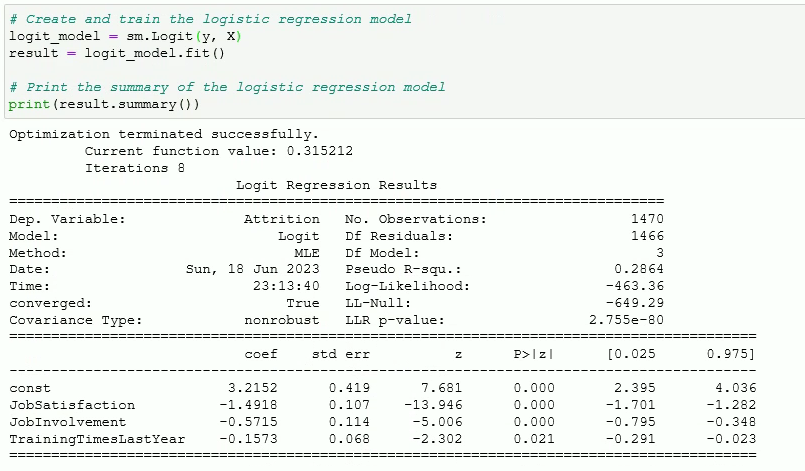 # Create and train the logistic regression model
logit_model = sm.Logit(y, X)
result = logit_model.fit()
# Print the summary of the logistic regression model
print(result.summary())
Optimization terminated successfully.
         Current function value: 0.315212
         Iterations 8
                           Logit Regression Results
==============================================================================
Dep. Variable:              Attrition   No. Observations:                 1470
Model:                          Logit   Df Residuals:                     1466
Method:                           MLE   Df Model:                            3
Date:                Sun, 18 Jun 2023   Pseudo R-squ.:                  0.2864
Time:                        23:13:40   Log-Likelihood:                -463.36
converged:                       True   LL-Null:                       -649.29
Covariance Type:            nonrobust   LLR p-value:                 2.755e-80
=========================================================================================
                            coef    std err          z      P>|z|      [0.025      0.975]
-----------------------------------------------------------------------------------------
const                     3.2152      0.419      7.681      0.000       2.395       4.036
JobSatisfaction          -1.4918      0.107    -13.946      0.000      -1.701      -1.282
JobInvolvement           -0.5715      0.114     -5.006      0.000      -0.795      -0.348
TrainingTimesLastYear    -0.1573      0.068     -2.302      0.021      -0.291      -0.023
=========================================================================================